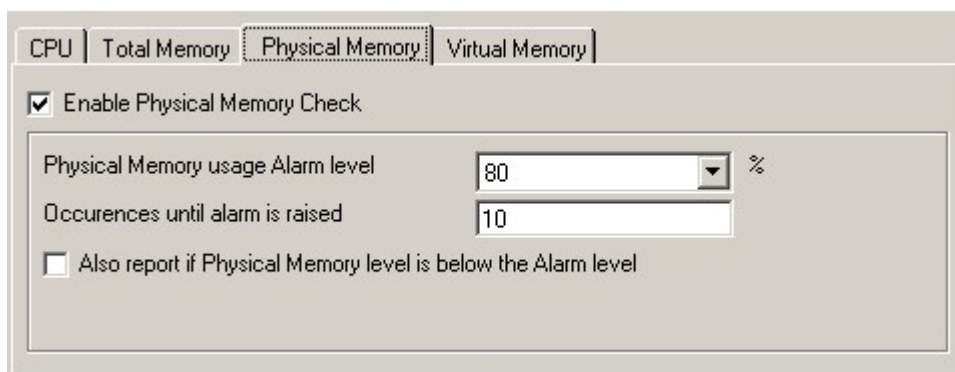 CPU Total Memory Physical Memory Virtual Memory
Enable Physical Memory Check
Physical Memory usage Alarm level 80 %
Occurences until alarm is raised 10
Also report if Physical Memory level is below the Alarm level